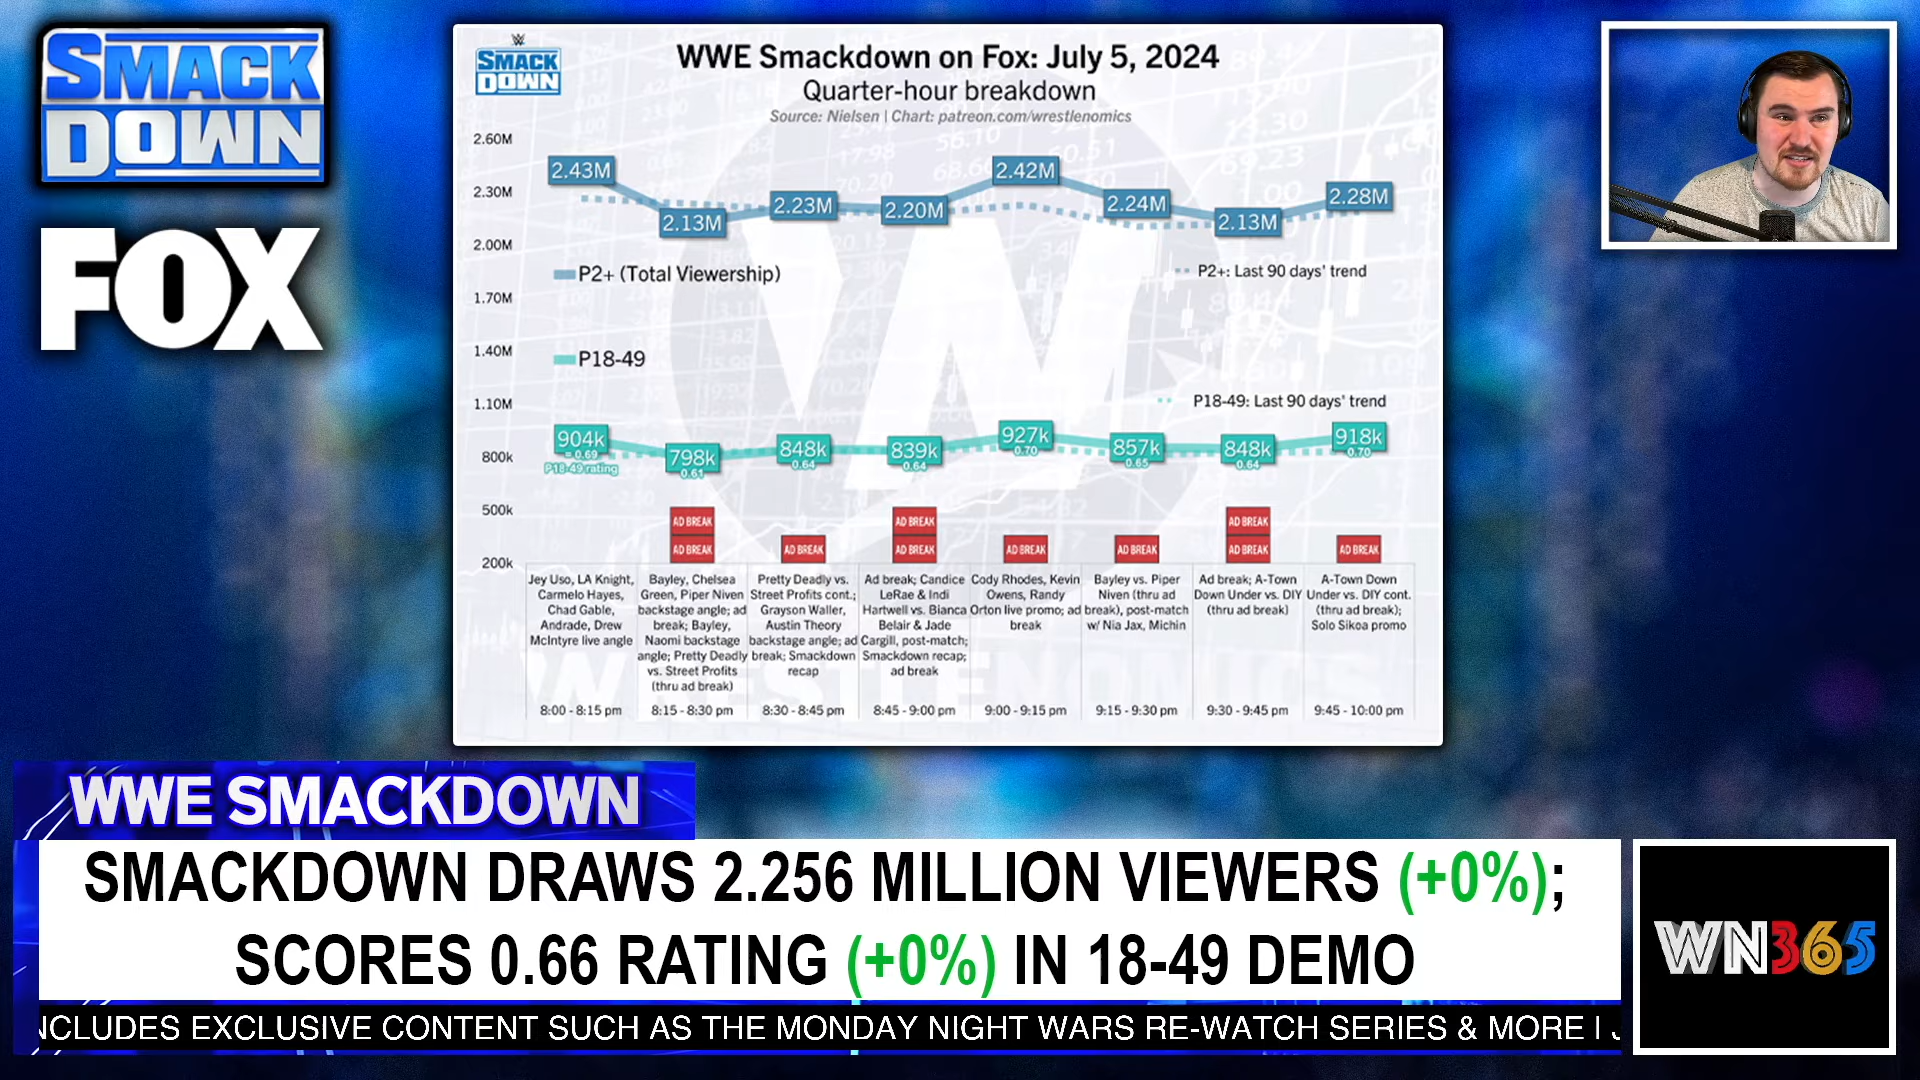 SMACK
DOWN
FOX
SMACK
DOWN
WWE Smackdown on Fox: July 5, 2024
Quarter-hour breakdown
Source: Nielsen | Chart: patreon.com/wrestlenomics
2.60M
2.30M
2.00M
1.70M
1.40M
1.10M
800k
500k
200k
2.43M
2.13M
2.23M
2.20M
2.42M
2.24M
2.13M
2.28M
P2+ (Total Viewership)
P2+: Last 90 days' trend
P18-49
P18-49: Last 90 days' trend
904k
= 0.69
P18-49 rating
798k
0.61
848k
0.64
839k
0.64
927k
0.70
857k
0.65
848k
0.64
918k
0.70
AD BREAK
AD BREAK
AD BREAK
AD BREAK
AD BREAK
AD BREAK
AD BREAK
AD BREAK
AD BREAK
AD BREAK
Jey Uso, LA Knight,
Carmelo Hayes,
Chad Gable,
Andrade, Drew
McIntyre live angle
8:00 - 8:15 pm
Bayley, Chelsea
Green, Piper Niven
backstage angle; ad
break; Bayley,
Naomi backstage
angle; Pretty Deadly
vs. Street Profits
(thru ad break)
8:15 - 8:30 pm
Pretty Deadly vs.
Street Profits cont.;
Grayson Waller,
Austin Theory
backstage angle; ad
break; Smackdown
recap
8:30 - 8:45 pm
Ad break; Candice
LeRae & Indi
Hartwell vs. Bianca
Belair & Jade
Cargill, post-match;
Smackdown recap;
ad break
8:45 - 9:00 pm
Cody Rhodes, Kevin
Owens, Randy
Orton live promo; ad
break
9:00 - 9:15 pm
Bayley vs. Piper
Niven (thru ad
break), post-match
w/ Nia Jax, Michin
9:15 - 9:30 pm
Ad break; A-Town
Down Under vs. DIY
(thru ad break)
9:30 - 9:45 pm
A-Town Down
Under vs. DIY cont.
(thru ad break);
Solo Sikoa promo
9:45 - 10:00 pm
WWE SMACKDOWN
SMACKDOWN DRAWS 2.256 MILLION VIEWERS (+0%);
SCORES 0.66 RATING (+0%) IN 18-49 DEMO
WN365
NCLUDES EXCLUSIVE CONTENT SUCH AS THE MONDAY NIGHT WARS RE-WATCH SERIES & MORE |